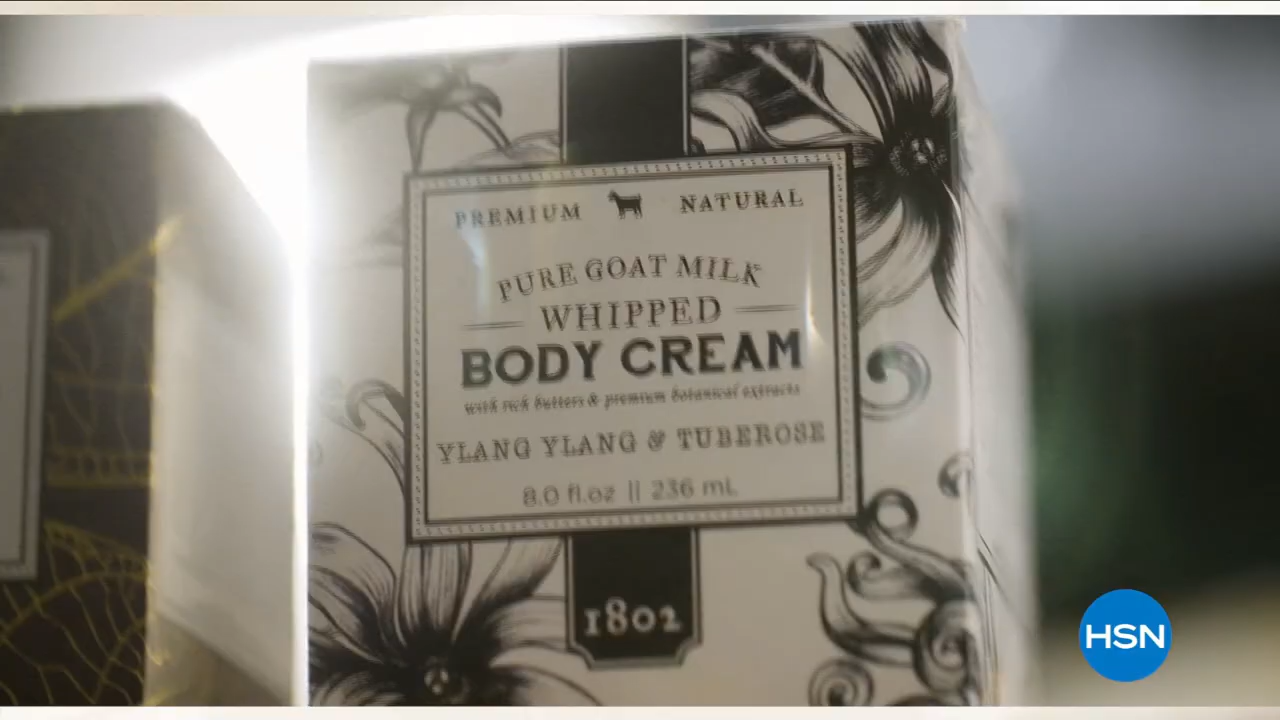 PREMIUM NATURAL
PURE GOAT MILK
WHIPPED
BODY CREAM
with rich butters & premium botanical extracts
YLANG YLANG & TUBEROSE
8.0 fl.oz || 236 mL
1802
HSN